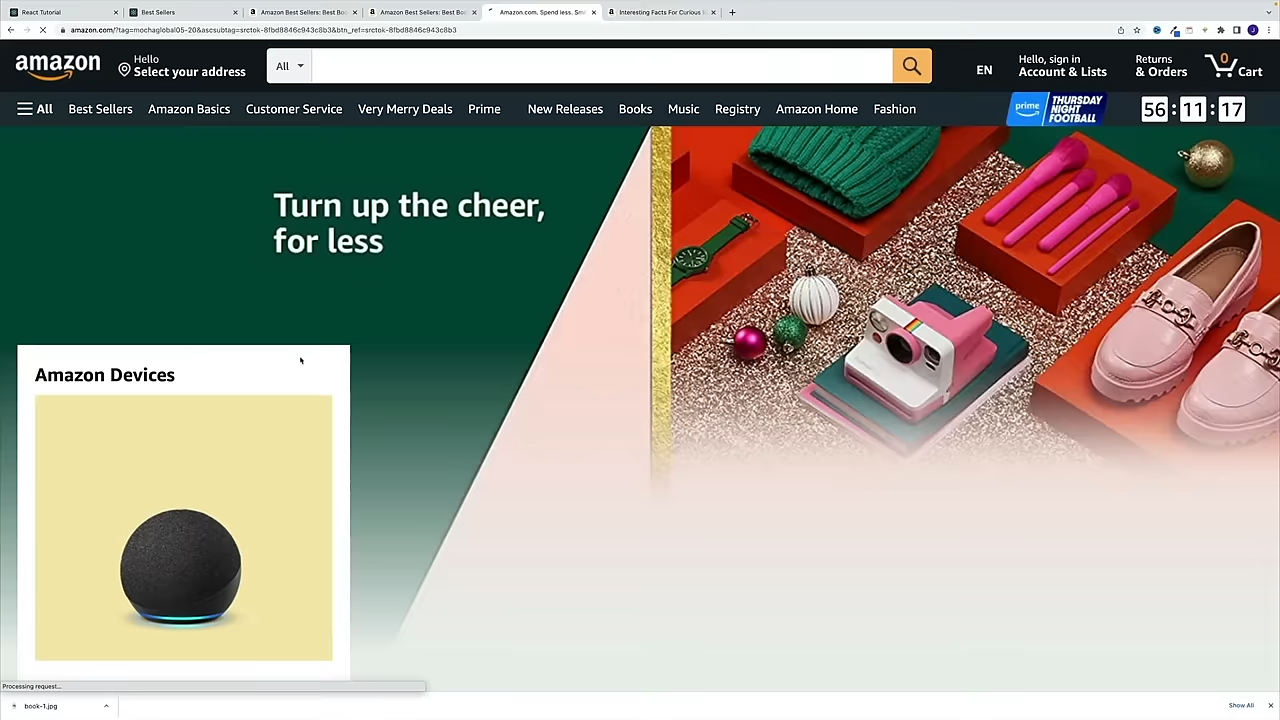 React Tutorial
Best Sellers
Amazon Best Sellers: Best Bo
Amazon Best Sellers: Best Bo
Amazon.com. Spend less. Smi
Interesting Facts For Curious
amazon.com/?tag=mochaglobal05-20&ascsubtag=srctok-8fbd8846c943c8b3&btn_ref=srctok-8fbd8846c943c8b3
amazon
Hello
Select your address
All
EN
Hello, sign in
Account & Lists
Returns
& Orders
0
Cart
All
Best Sellers
Amazon Basics
Customer Service
Very Merry Deals
Prime
New Releases
Books
Music
Registry
Amazon Home
Fashion
prime
THURSDAY
NIGHT
FOOTBALL
56 : 11 : 17
Turn up the cheer,
for less
Amazon Devices
Processing request...
book-1.jpg
Show All